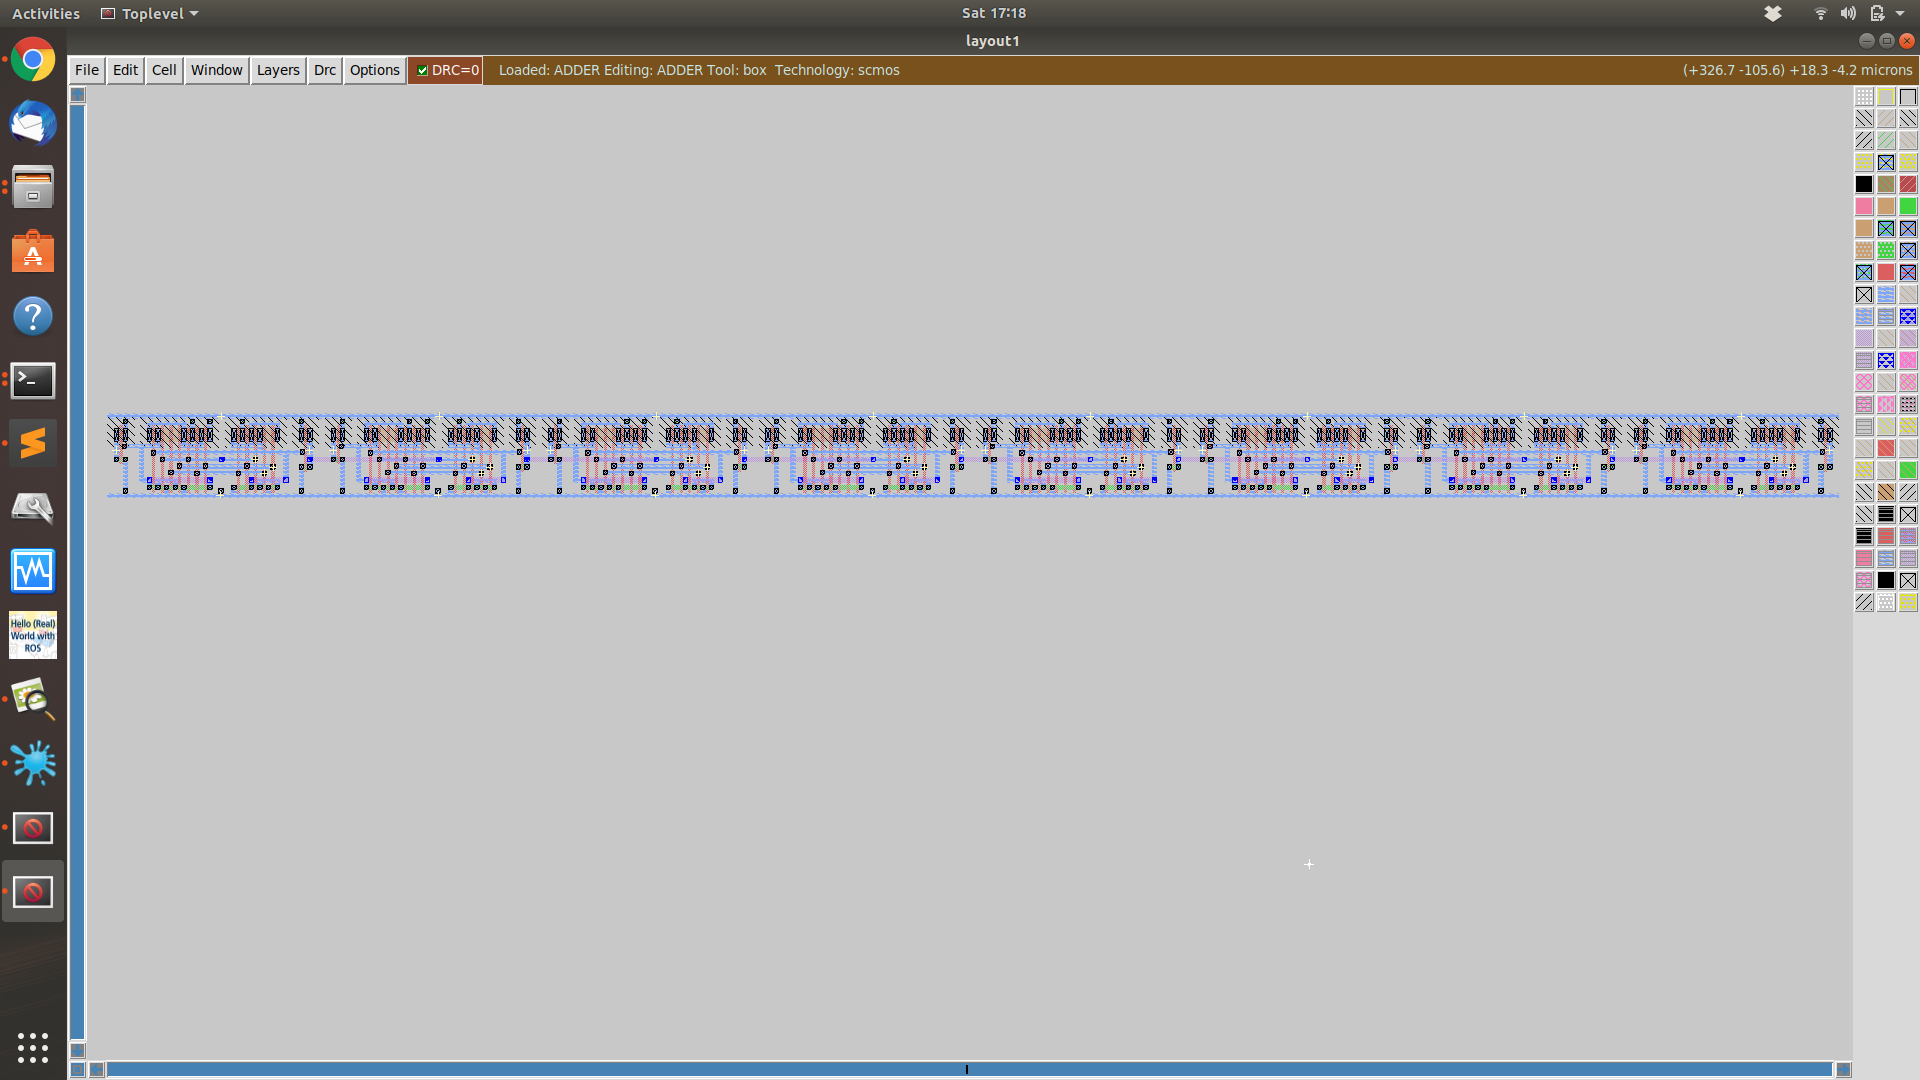 Activities Toplevel Sat 17:18
layout1
File Edit Cell Window Layers Drc Options DRC=0 Loaded: ADDER Editing: ADDER Tool: box Technology: scmos (+326.7 -105.6) +18.3 -4.2 microns
Hello (Real)
World with
ROS